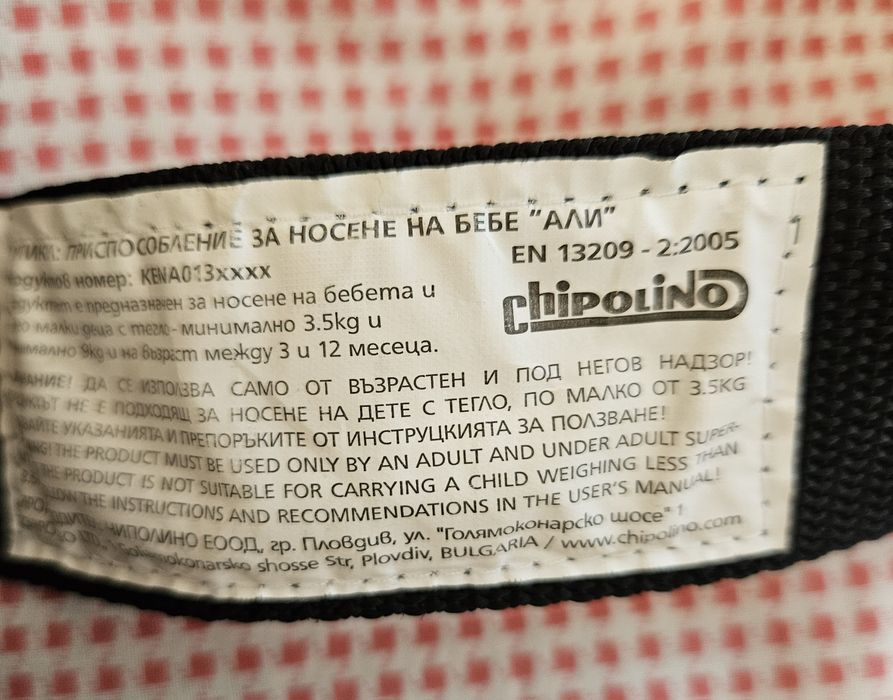 ПРИСПОСОБЛЕНИЕ ЗА НОСЕНЕ НА БЕБЕ "АЛИ"
номер: KENA013xxxx
EN 13209 - 2:2005
chipolino
е предназначен за носене на бебета и
малки деца с тегло- минимално 3.5kg и
9kg и на възраст между 3 и 12 месеца.
ДА СЕ ИЗПОЛЗВА САМО ОТ ВЪЗРАСТЕН И ПОД НЕГОВ НАДЗОР!
НЕ Е ПОДХОДЯЩ ЗА НОСЕНЕ НА ДЕТЕ С ТЕГЛО, ПО МАЛКО ОТ 3.5KG
УКАЗАНИЯТА И ПРЕПОРЪКИТЕ ОТ ИНСТРУЦКИЯТА ЗА ПОЛЗВАНЕ!
THE PRODUCT MUST BE USED ONLY BY AN ADULT AND UNDER ADULT SUPER-
THE PRODUCT IS NOT SUITABLE FOR CARRYING A CHILD WEIGHING LESS THAN
THE INSTRUCTIONS AND RECOMMENDATIONS IN THE USER'S MANUAL!
ЧИПОЛИНО ЕООД, гр. Пловдив, ул. "Голямоконарско шосе" 1
Goliamokonarsko shosse Str, Plovdiv, BULGARIA / www.chipolino.com